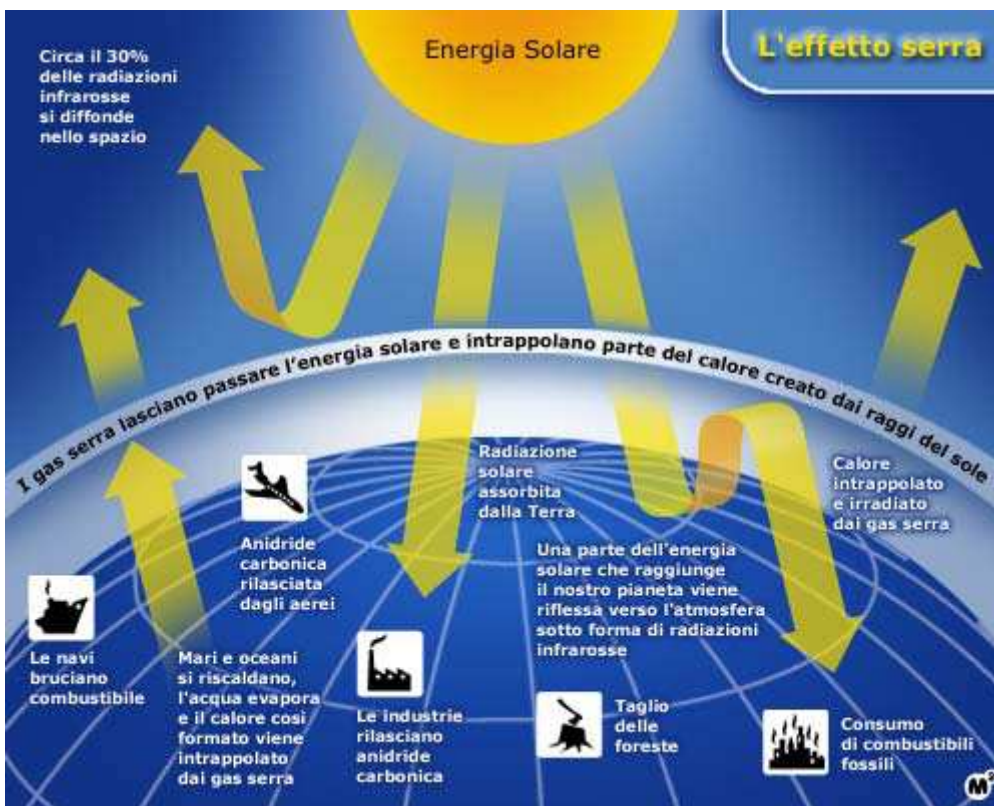 L'effetto serra
Energia Solare
Circa il 30%
delle radiazioni
infrarosse
si diffonde
nello spazio
I gas serra lasciano passare l'energia solare e intrappolano parte del calore creato dai raggi del sole
Radiazione
solare
assorbita
dalla Terra
Calore
intrappolato
e irradiato
dai gas serra
Anidride
carbonica
rilasciata
dagli aerei
Una parte dell'energia
solare che raggiunge
il nostro pianeta viene
riflessa verso l'atmosfera
sotto forma di radiazioni
infrarosse
Le navi
bruciano
combustibile
Mari e oceani
si riscaldano,
l'acqua evapora
e il calore cosi
formato viene
intrappolato
dai gas serra
Le industrie
rilasciano
anidride
carbonica
Taglio
delle
foreste
Consumo
di combustibili
fossili